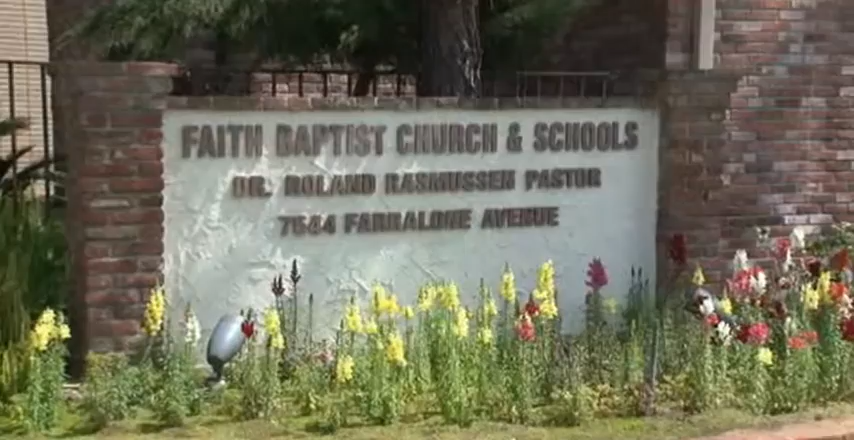 FAITH BAPTIST CHURCH & SCHOOLS
DR. ROLAND RASMUSSEN PASTOR
7644 FARRALONE AVENUE